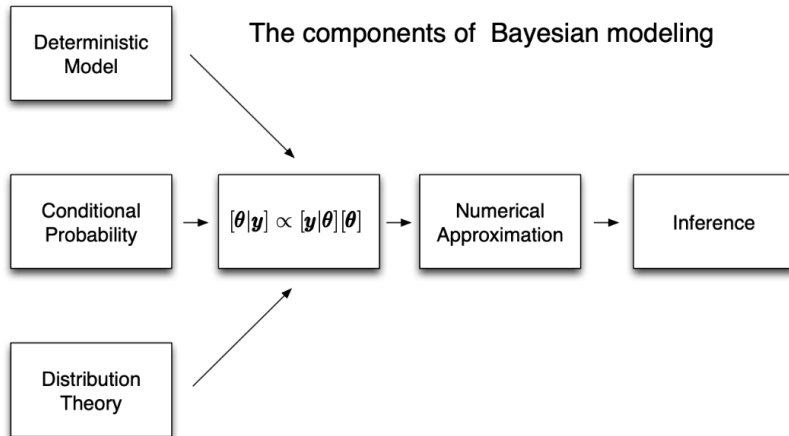 The components of  Bayesian modeling
Deterministic
Model
Conditional
Probability
[θ|y] ∝ [y|θ][θ]
Numerical
Approximation
Inference
Distribution
Theory